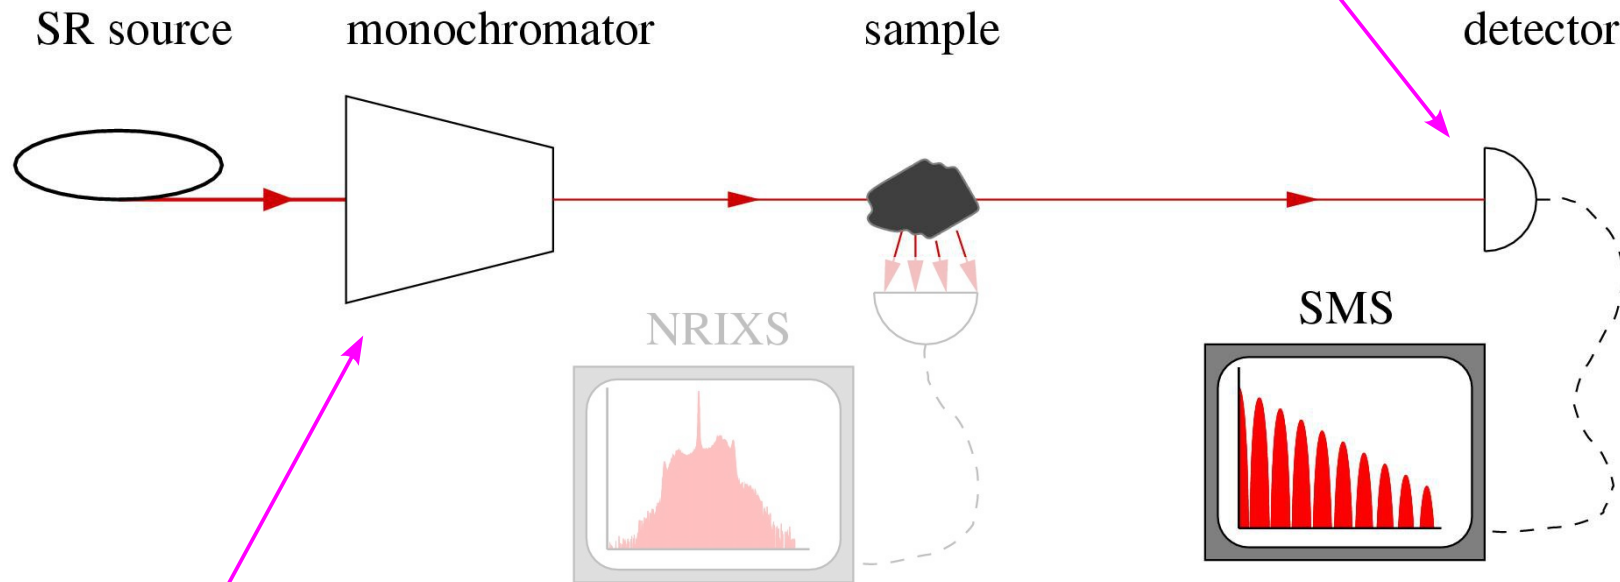 SR source
monochromator
sample
detector
NRIXS
SMS